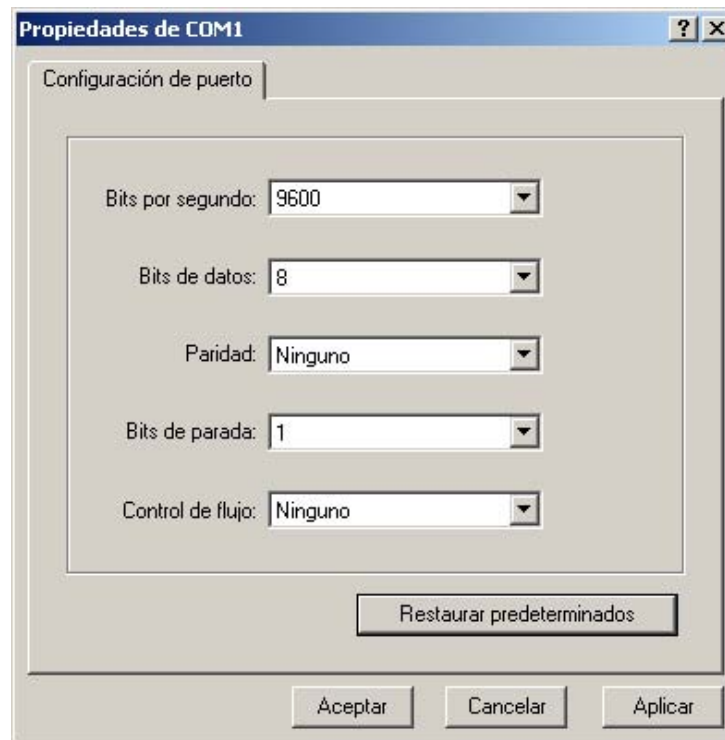 Propiedades de COM1
Configuración de puerto
Bits por segundo: 9600
Bits de datos: 8
Paridad: Ninguno
Bits de parada: 1
Control de flujo: Ninguno
Restaurar predeterminados
Aceptar Cancelar Aplicar